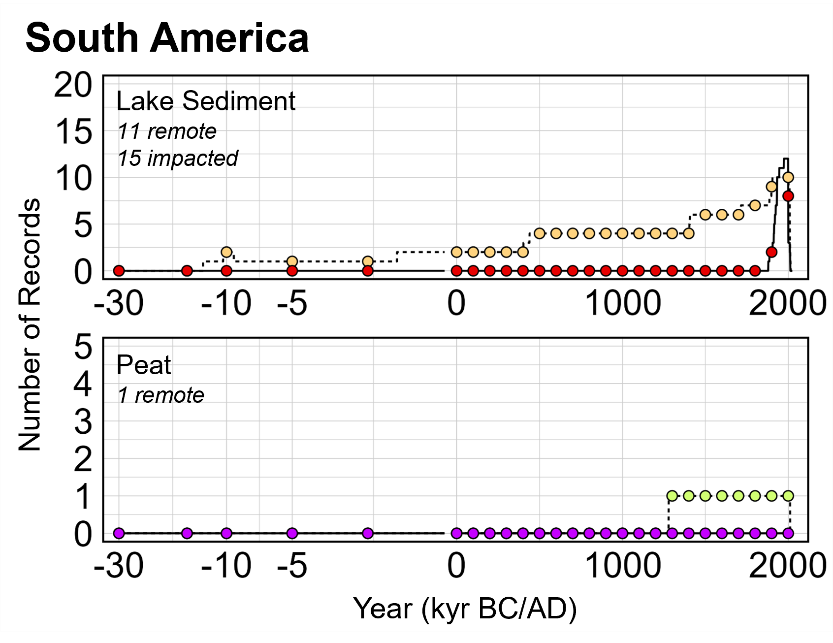 South America
20
Lake Sediment
15
11 remote
15 impacted
10
5
0
-30 -10 -5 0 1000 2000
Number of Records
5
Peat
4
1 remote
3
2
1
0
-30 -10 -5 0 1000 2000
Year (kyr BC/AD)